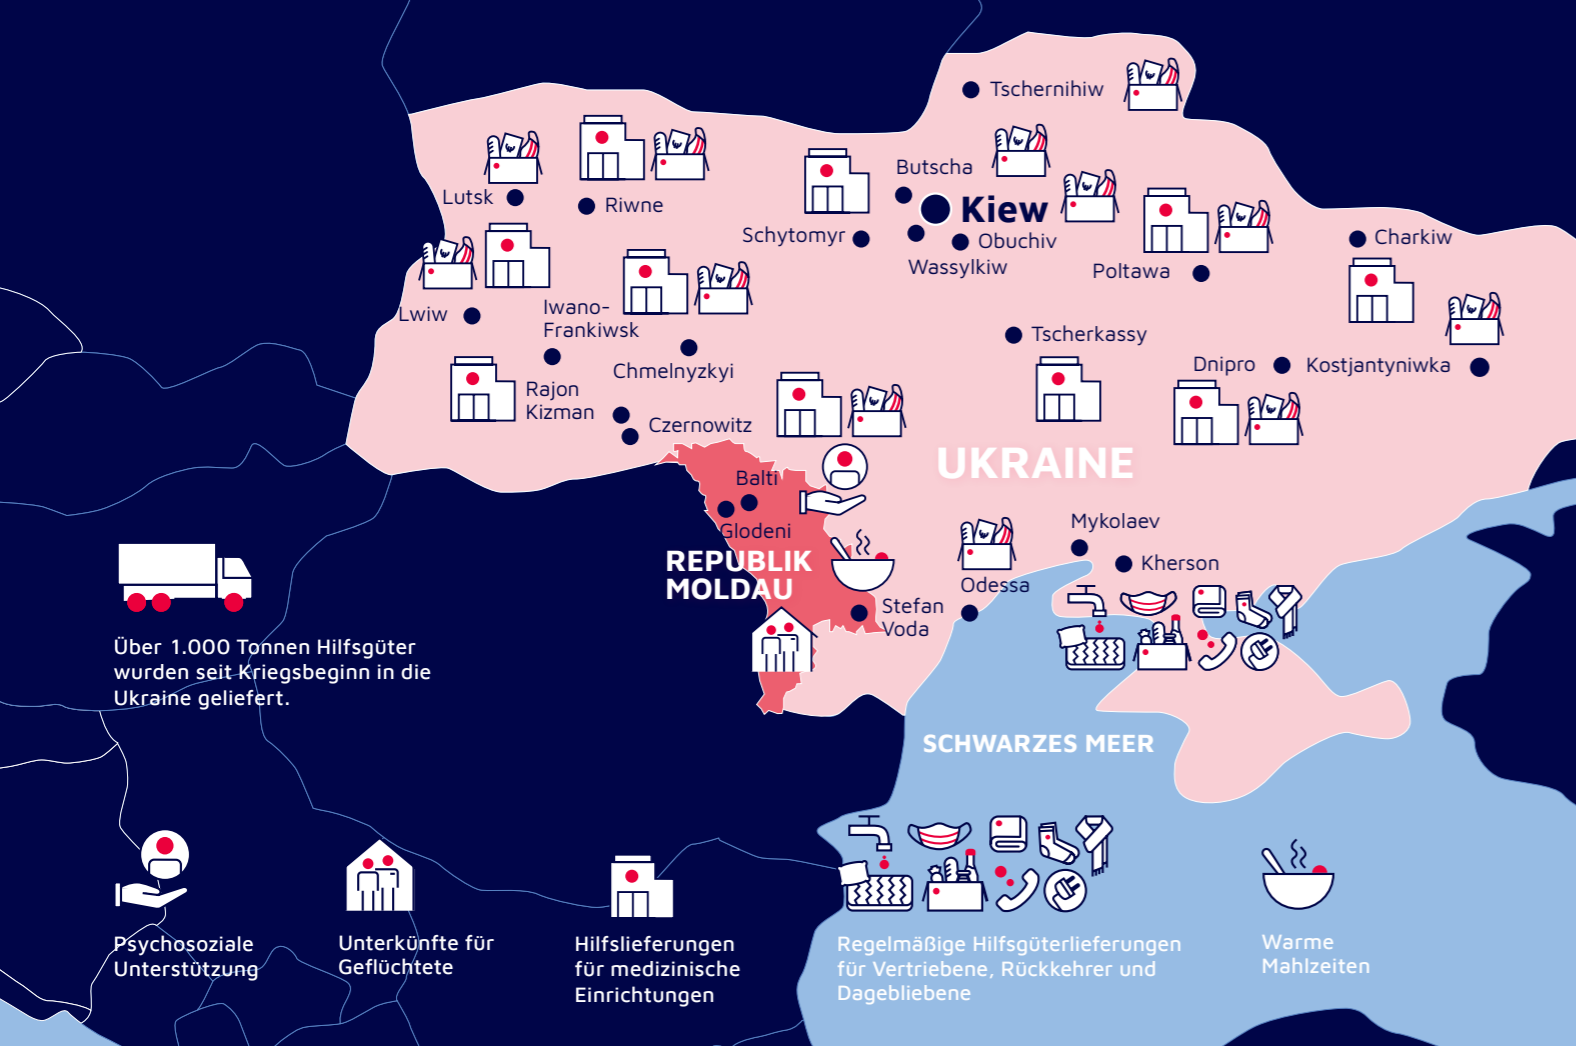 Tschernihiw
Butscha
Lutsk
Riwne
Kiew
Schytomyr
Obuchiv
Wassylkiw
Charkiw
Poltawa
Lwiw
Iwano-
Frankiwsk
Tscherkassy
Chmelnyzkyi
Dnipro
Kostjantyniwka
Rajon
Kizman
Czernowitz
UKRAINE
Balti
Glodeni
Mykolaev
REPUBLIK
MOLDAU
Kherson
Odessa
Stefan
Voda
Über 1.000 Tonnen Hilfsgüter
wurden seit Kriegsbeginn in die
Ukraine geliefert.
SCHWARZES MEER
Psychosoziale
Unterstützung
Unterkünfte für
Geflüchtete
Hilfslieferungen
für medizinische
Einrichtungen
Regelmäßige Hilfsgüterlieferungen
für Vertriebene, Rückkehrer und
Dagebliebene
Warme
Mahlzeiten